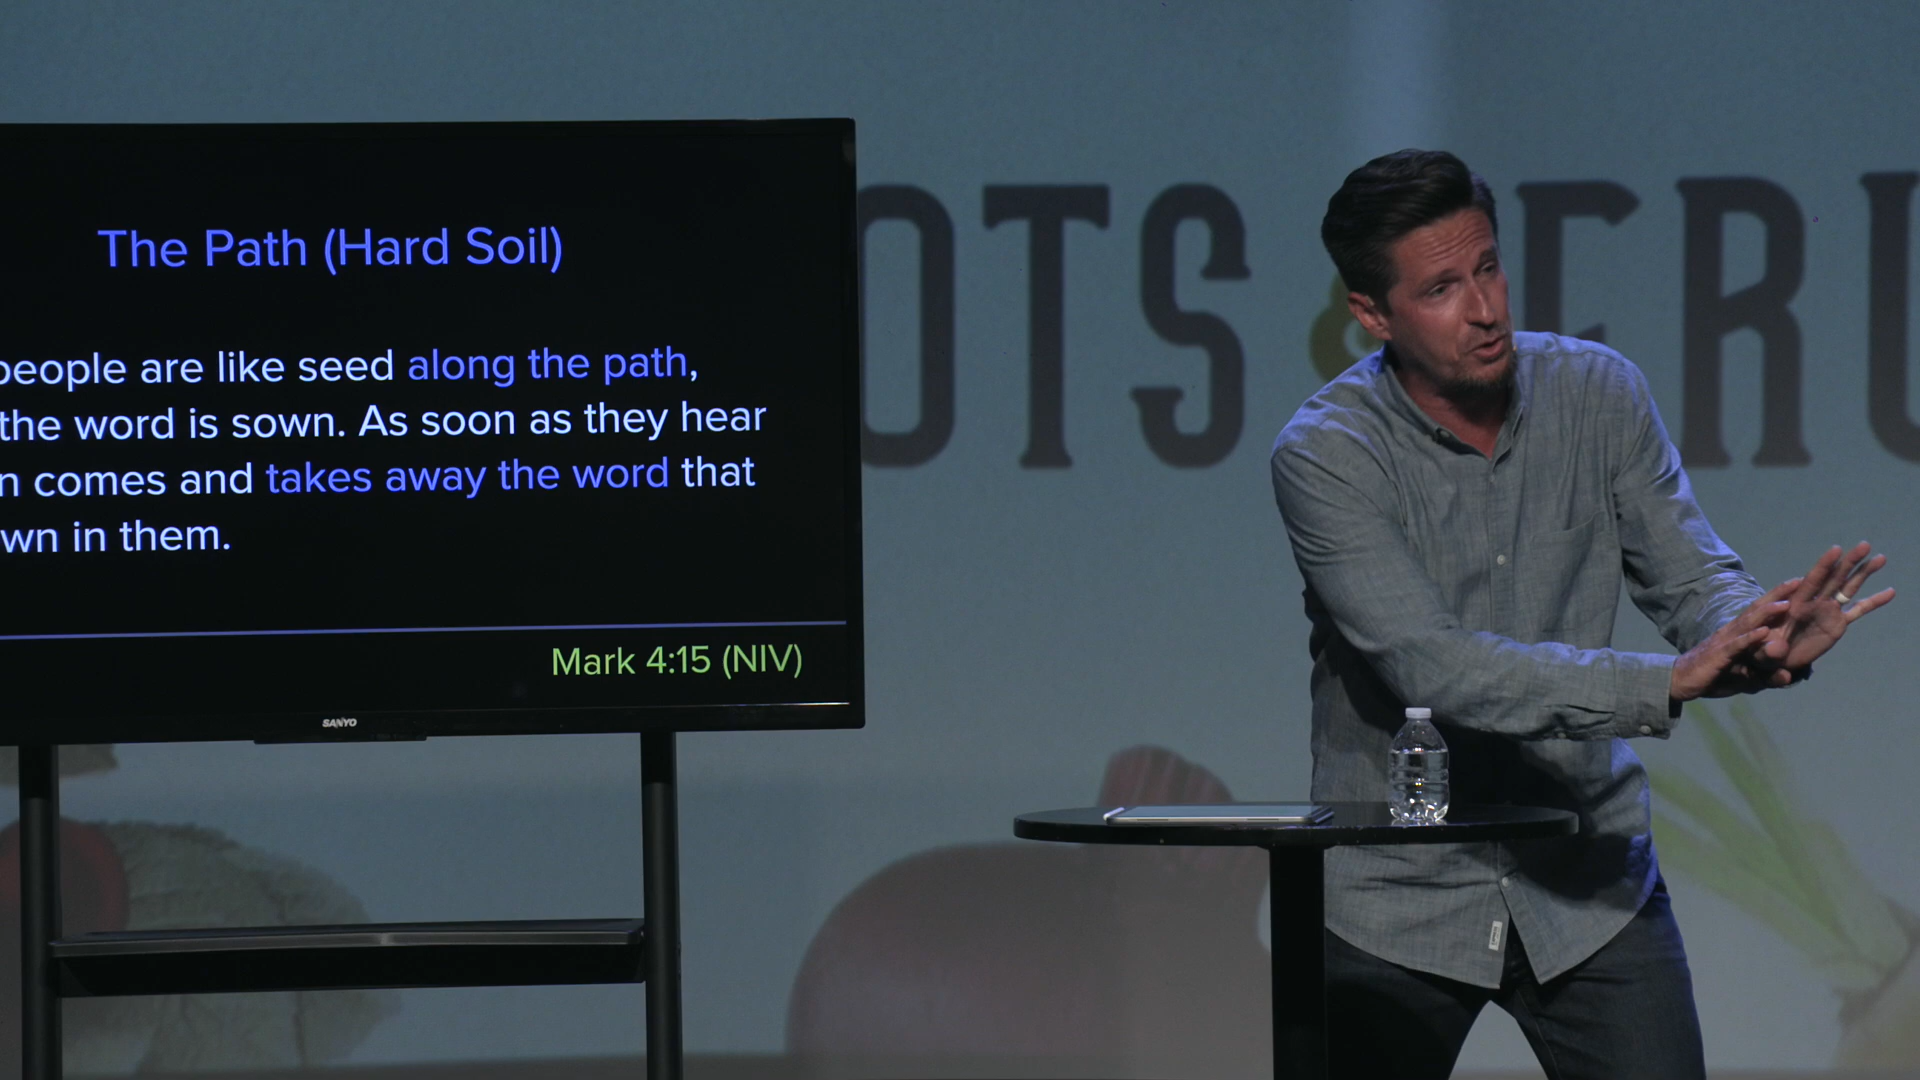 The Path (Hard Soil)
people are like seed along the path,
the word is sown. As soon as they hear
n comes and takes away the word that
wn in them.
Mark 4:15 (NIV)
SANYO
OTS & FRU